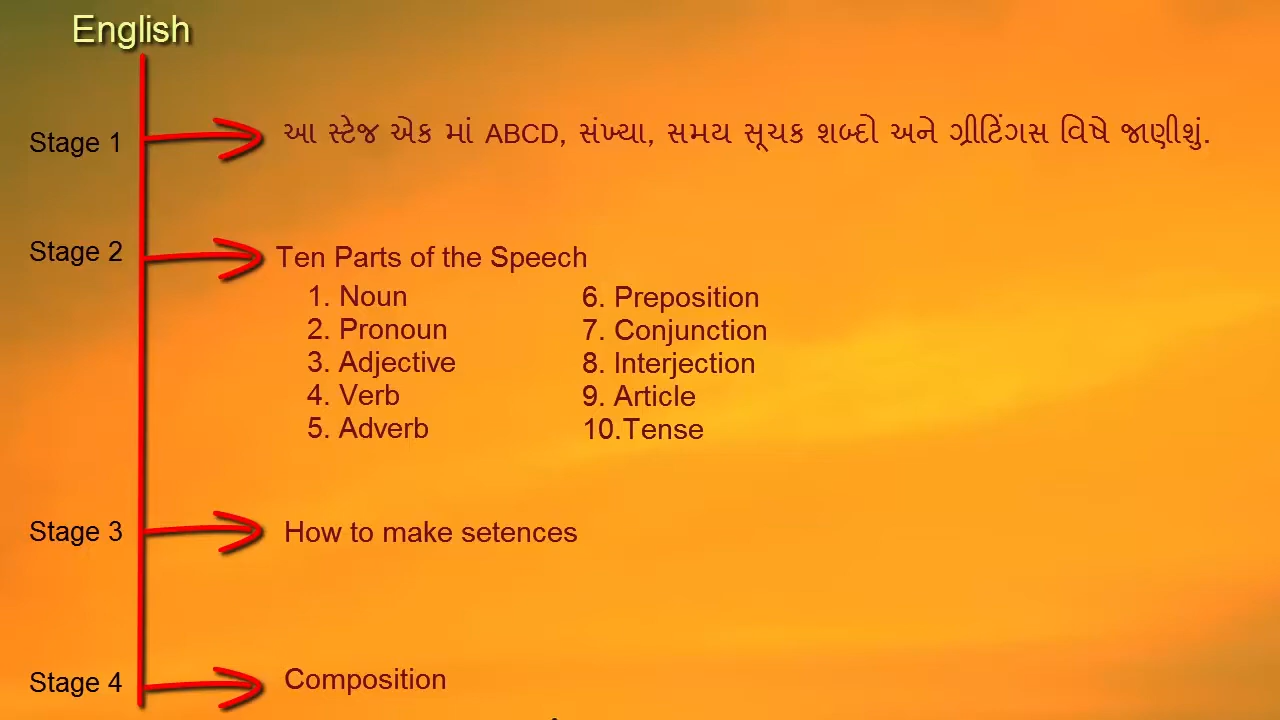 English
Stage 1
આ સ્ટેજ એક માં ABCD, સંખ્યા, સમય સૂચક શબ્દો અને ગ્રીટિંગસ વિષે જાણીશું.
Stage 2
Ten Parts of the Speech
1. Noun
2. Pronoun
3. Adjective
4. Verb
5. Adverb
6. Preposition
7. Conjunction
8. Interjection
9. Article
10.Tense
Stage 3
How to make setences
Stage 4
Composition